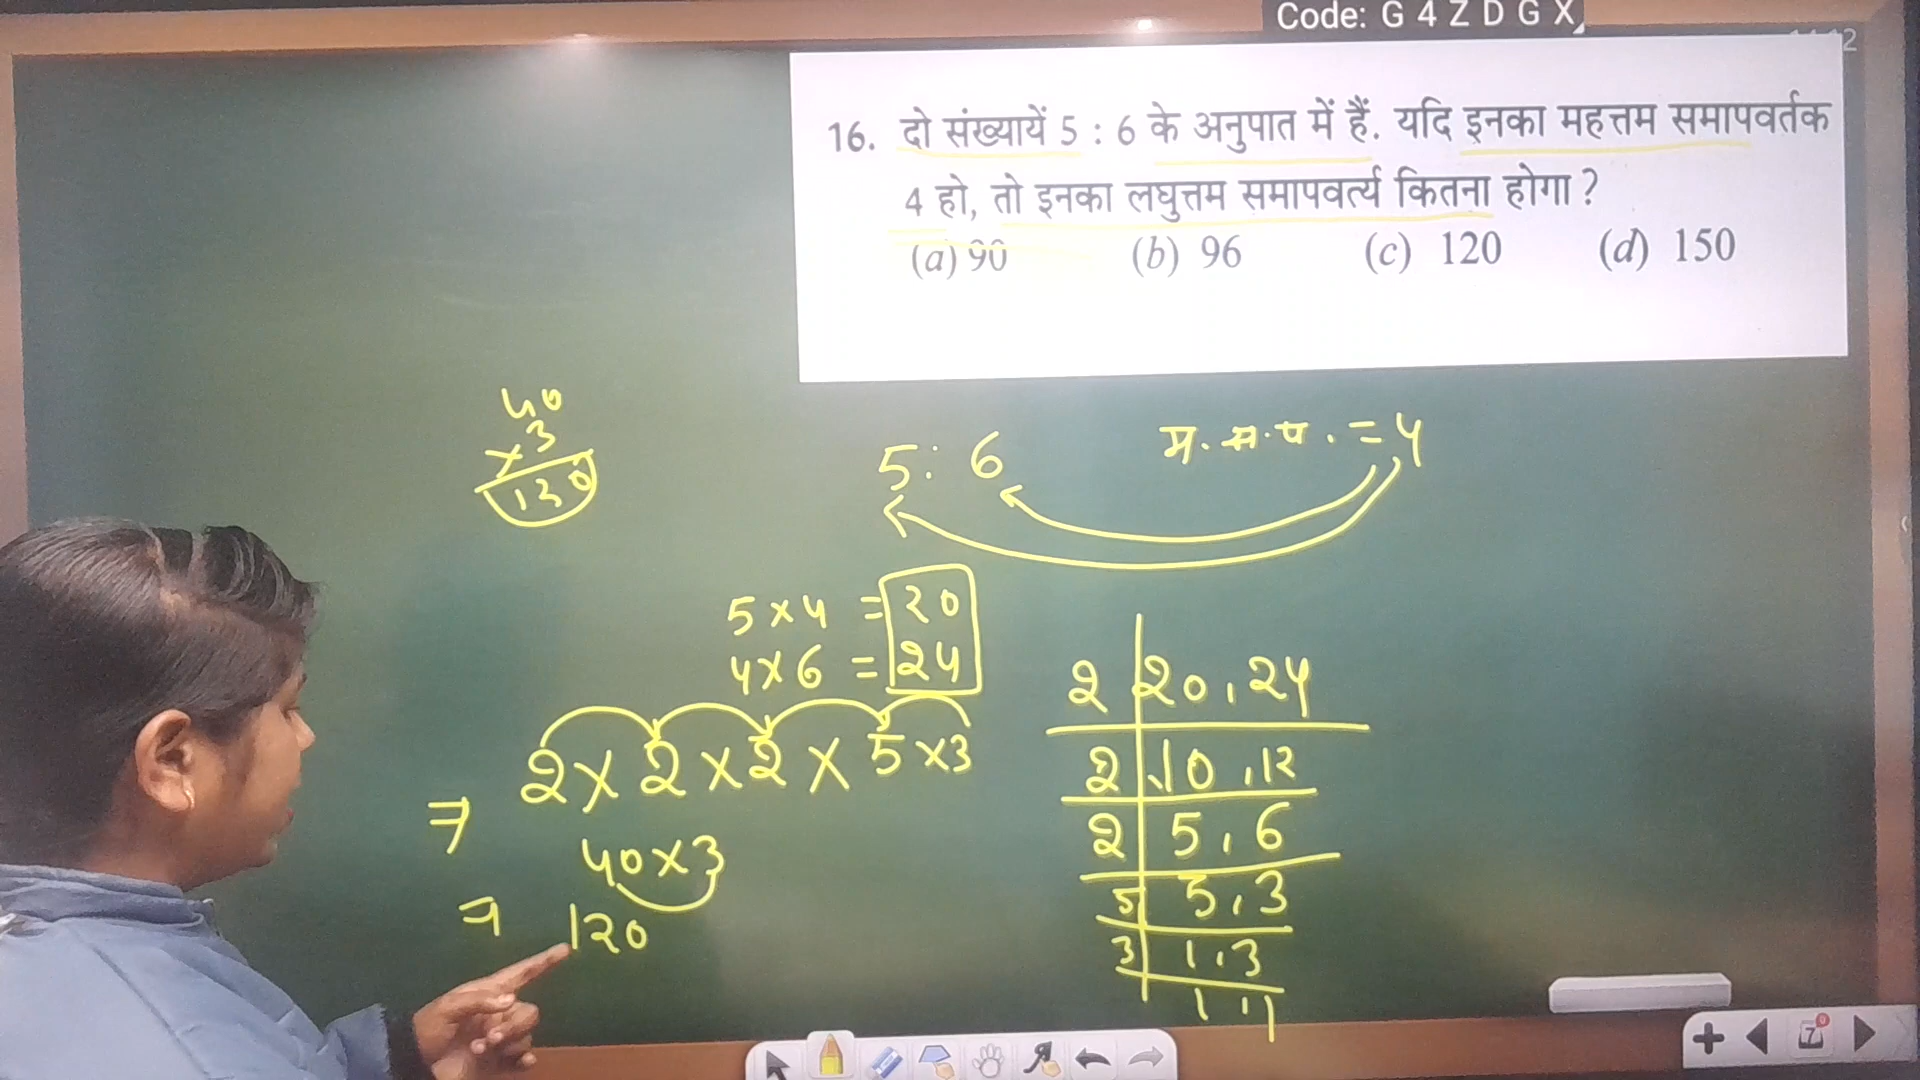 Code: G 4 Z D G X
16. दो संख्यायें 5 : 6 के अनुपात में हैं. यदि इनका महत्तम समापवर्तक
4 हो, तो इनका लघुत्तम समापवर्त्य कितना होगा ?
(a) 90 (b) 96 (c) 120 (d) 150
40
×3
120
5 : 6 म. स. प. = 4
5 × 4 = 20
4 × 6 = 24
2 × 2 × 2 × 5 × 3
⇒ 40 × 3
⇒ 120
2 | 20, 24
2 | 10, 12
2 | 5, 6
5 | 5, 3
3 | 1, 3
1, 1